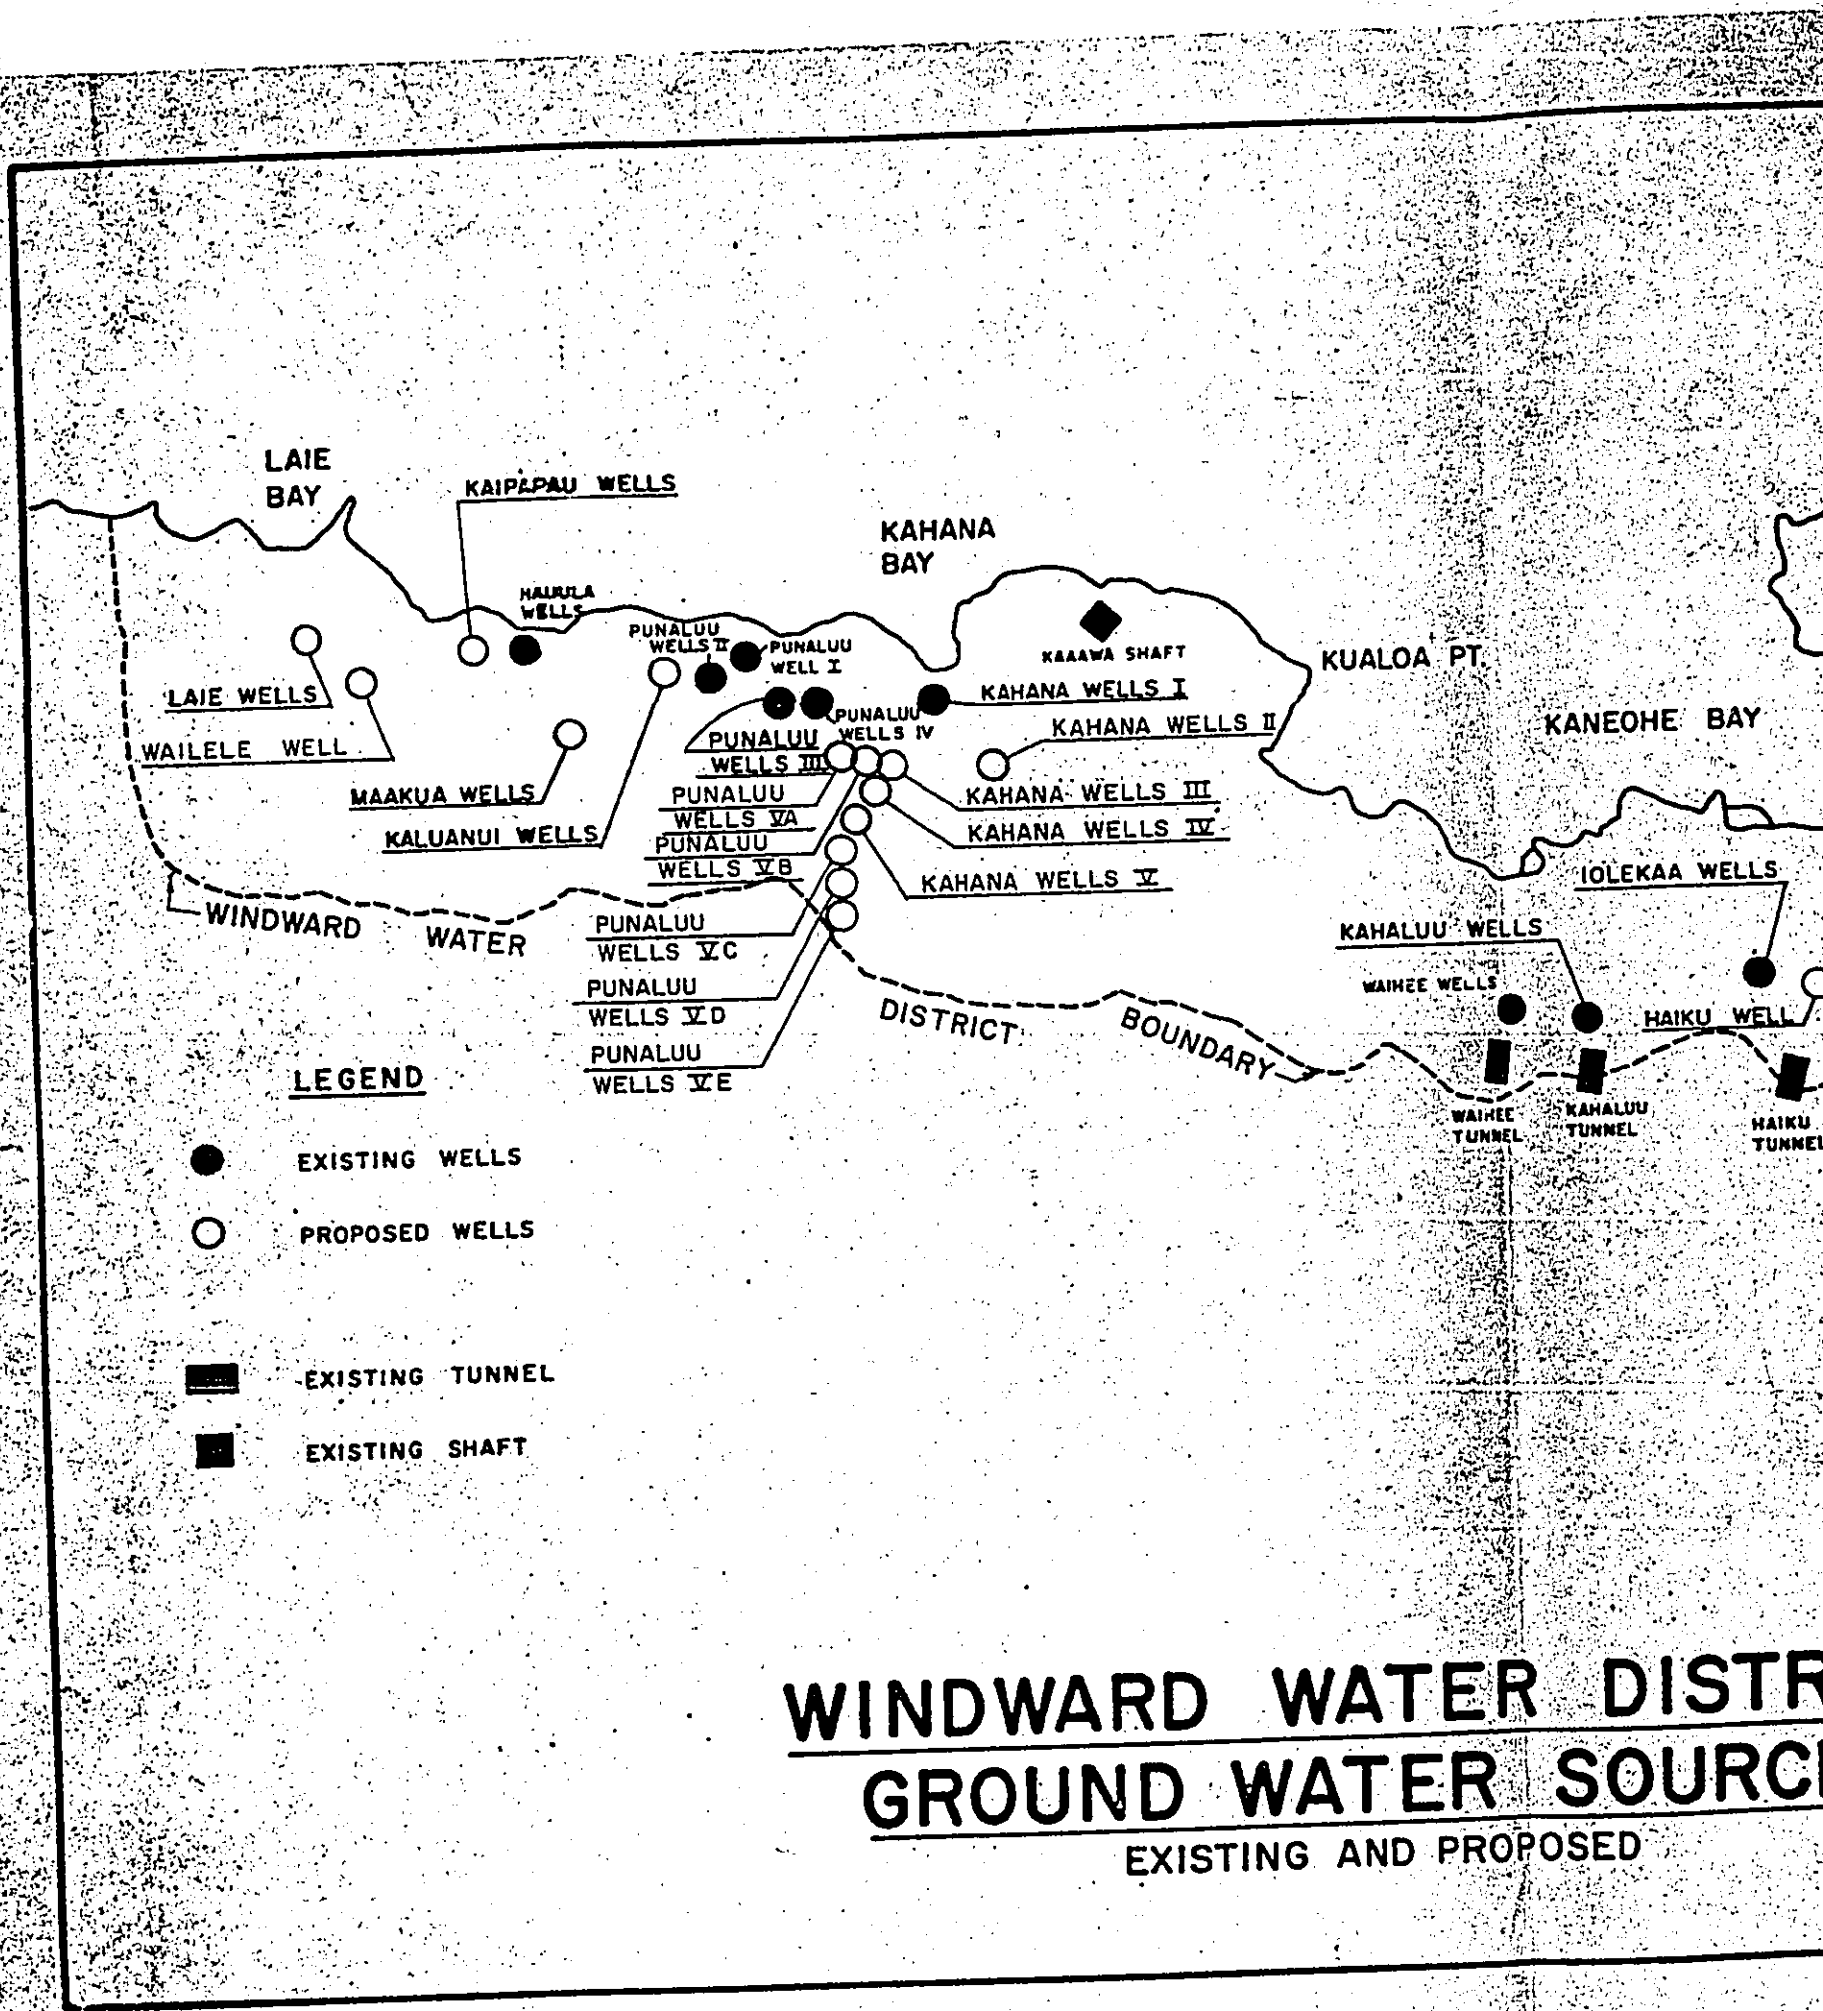 LAIE
BAY
KAIPAPAU WELLS
KAHANA
BAY
HAUULA
WELLS
PUNALUU
WELLS II
PUNALUU
WELL I
KAAAWA SHAFT
KUALOA PT.
LAIE WELLS
KAHANA WELLS I
PUNALUU
WELLS IV
KAHANA WELLS II
KANEOHE BAY
WAILELE WELL
PUNALUU
WELLS III
MAAKUA WELLS
PUNALUU
WELLS VA
KAHANA WELLS III
KALUANUI WELLS
PUNALUU
WELLS VB
KAHANA WELLS IV
KAHANA WELLS V
IOLEKAA WELLS
WINDWARD WATER DISTRICT BOUNDARY
PUNALUU
WELLS VC
KAHALUU WELLS
WAIHEE WELLS
PUNALUU
WELLS VD
HAIKU WELL
PUNALUU
WELLS VE
WAIHEE
TUNNEL
KAHALUU
TUNNEL
HAIKU
TUNNEL
LEGEND
EXISTING WELLS
PROPOSED WELLS
EXISTING TUNNEL
EXISTING SHAFT
WINDWARD WATER DISTR
GROUND WATER SOURC
EXISTING AND PROPOSED